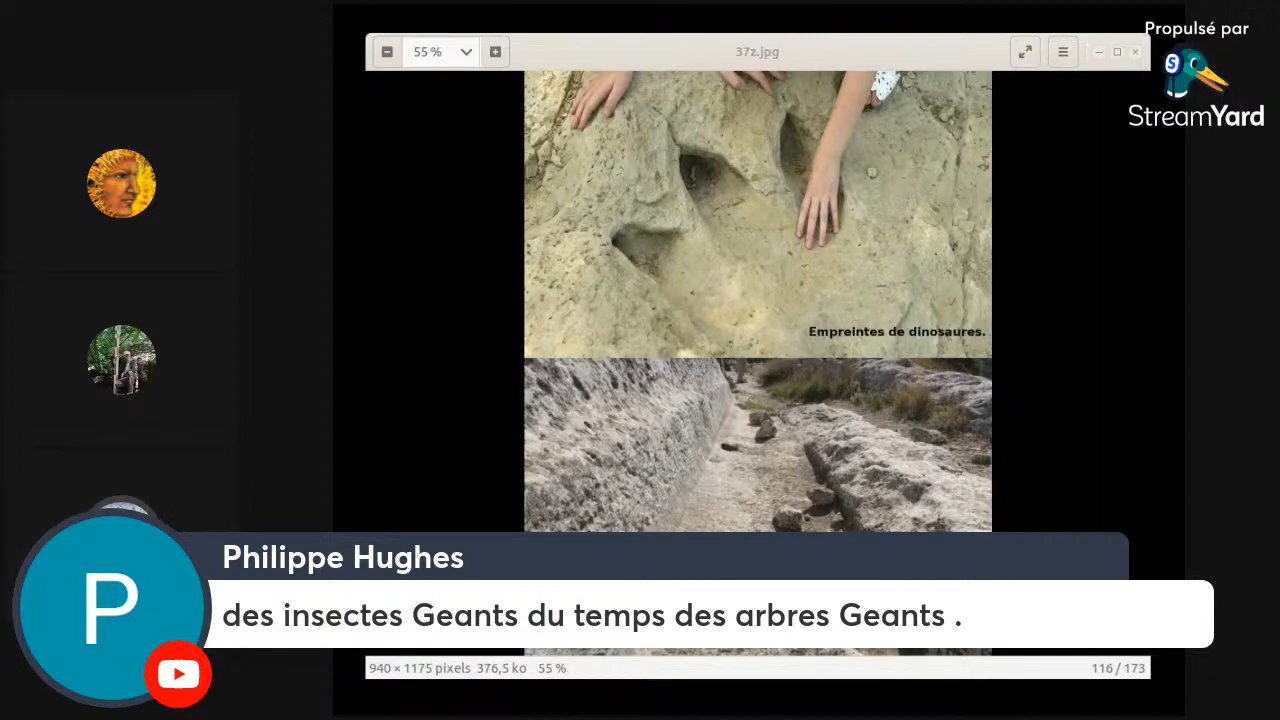 Propulsé par
StreamYard
55 %
37z.jpg
Empreintes de dinosaures.
P
Philippe Hughes
des insectes Geants du temps des arbres Geants .
940 × 1175 pixels 376,5 ko 55 %
116 / 173